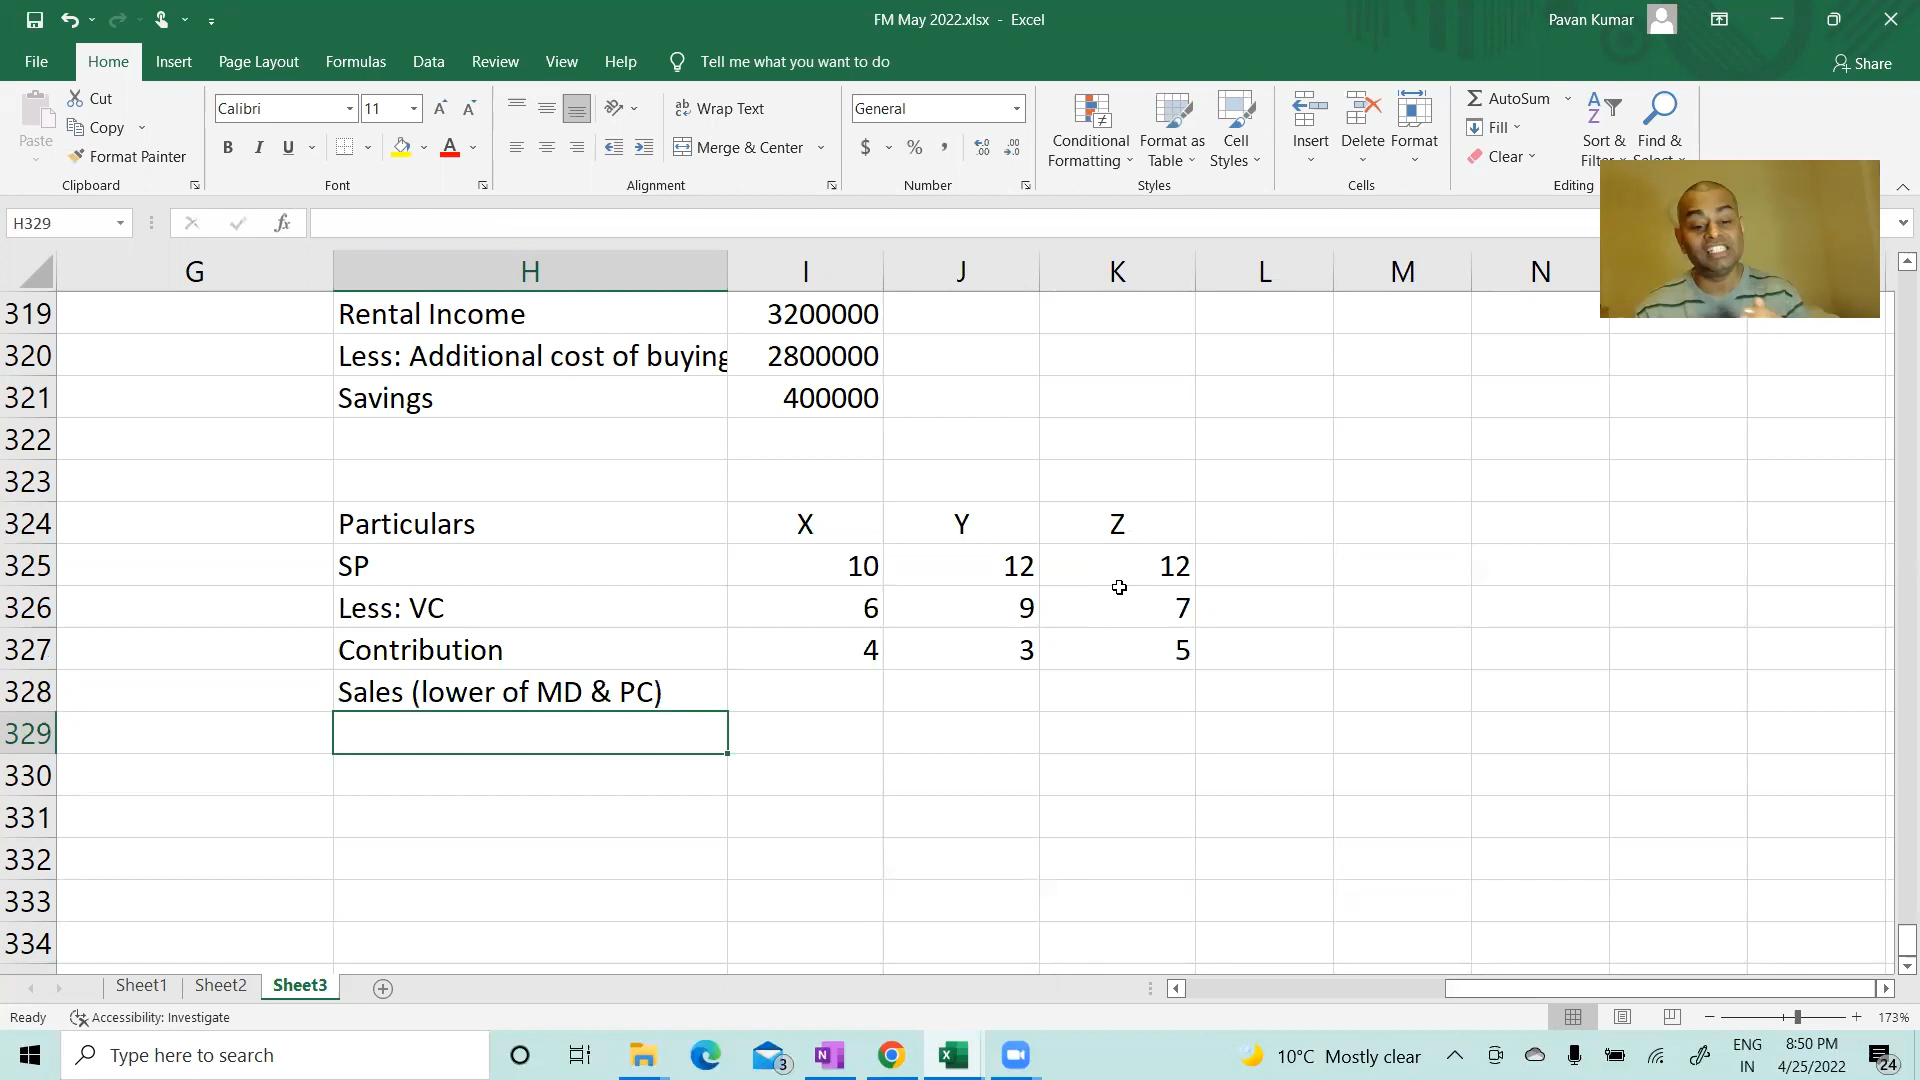 FM May 2022.xlsx - Excel
Pavan Kumar
File Home Insert Page Layout Formulas Data Review View Help Tell me what you want to do
Share
Paste
Cut
Copy
Format Painter
Clipboard
Calibri 11
B I U
Font
Wrap Text
Merge & Center
Alignment
General
$ % ,
Number
Conditional Formatting
Format as Table
Cell Styles
Styles
Insert Delete Format
Cells
AutoSum
Fill
Clear
Sort & Filter
Find & Select
Editing
H329
fx
G H I J K L M N
319 Rental Income 3200000
320 Less: Additional cost of buying 2800000
321 Savings 400000
322
323
324 Particulars X Y Z
325 SP 10 12 12
326 Less: VC 6 9 7
327 Contribution 4 3 5
328 Sales (lower of MD & PC)
329
330
331
332
333
334
Sheet1 Sheet2 Sheet3
Ready Accessibility: Investigate
173%
Type here to search
3
10°C Mostly clear
ENG
IN
8:50 PM
4/25/2022
24